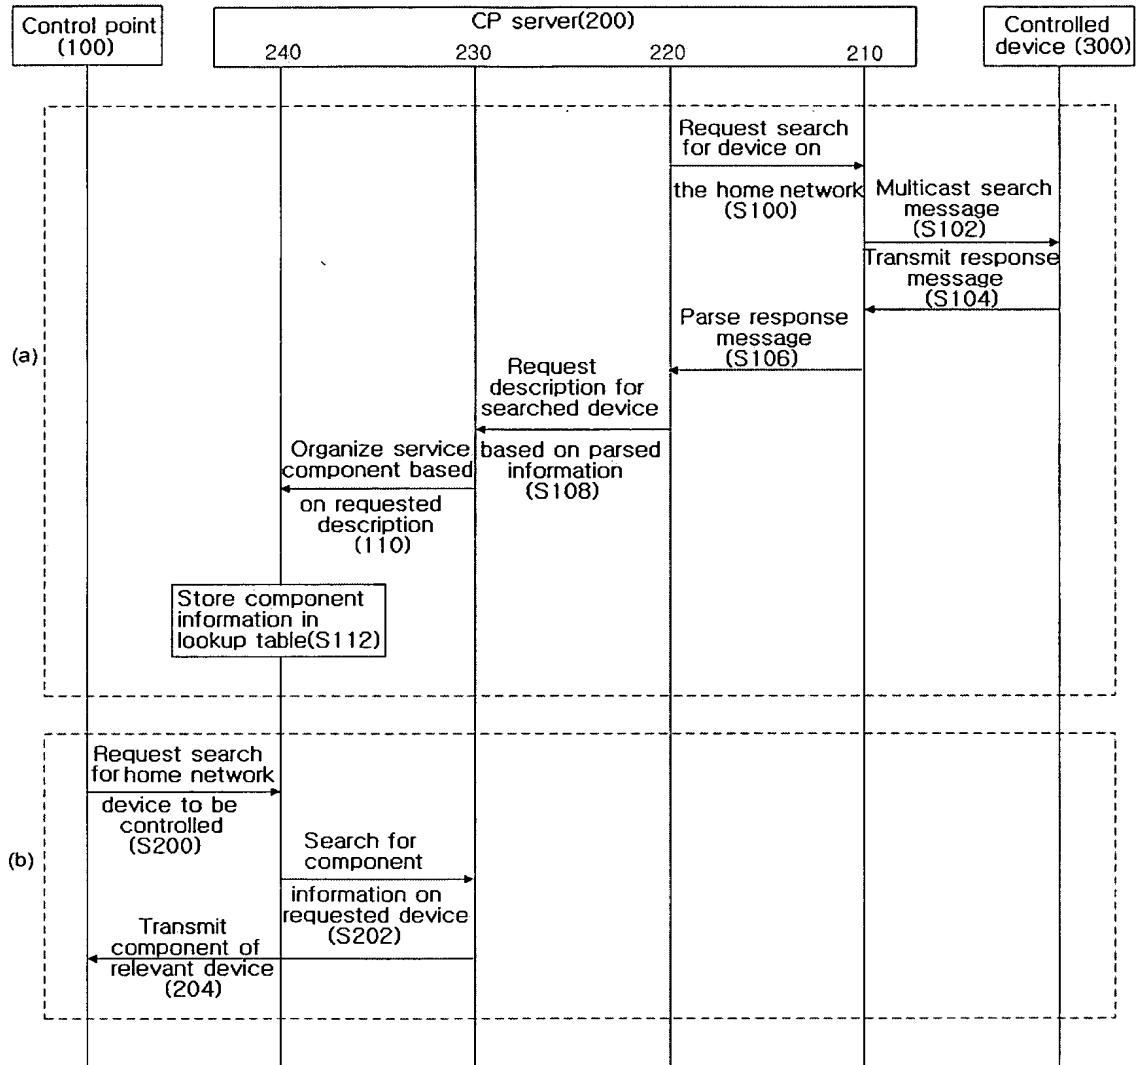 Control point
(100)
CP server(200)
240
230
220
210
Controlled
device (300)
(a)
Request search
for device on
the home network
(S100)
Multicast search
message
(S102)
Transmit response
message
(S104)
Parse response
message
(S106)
Request
description for
searched device
based on parsed
information
(S108)
Organize service
component based
on requested
description
(110)
Store component
information in
lookup table(S112)
(b)
Request search
for home network
device to be
controlled
(S200)
Search for
component
information on
requested device
(S202)
Transmit
component of
relevant device
(204)